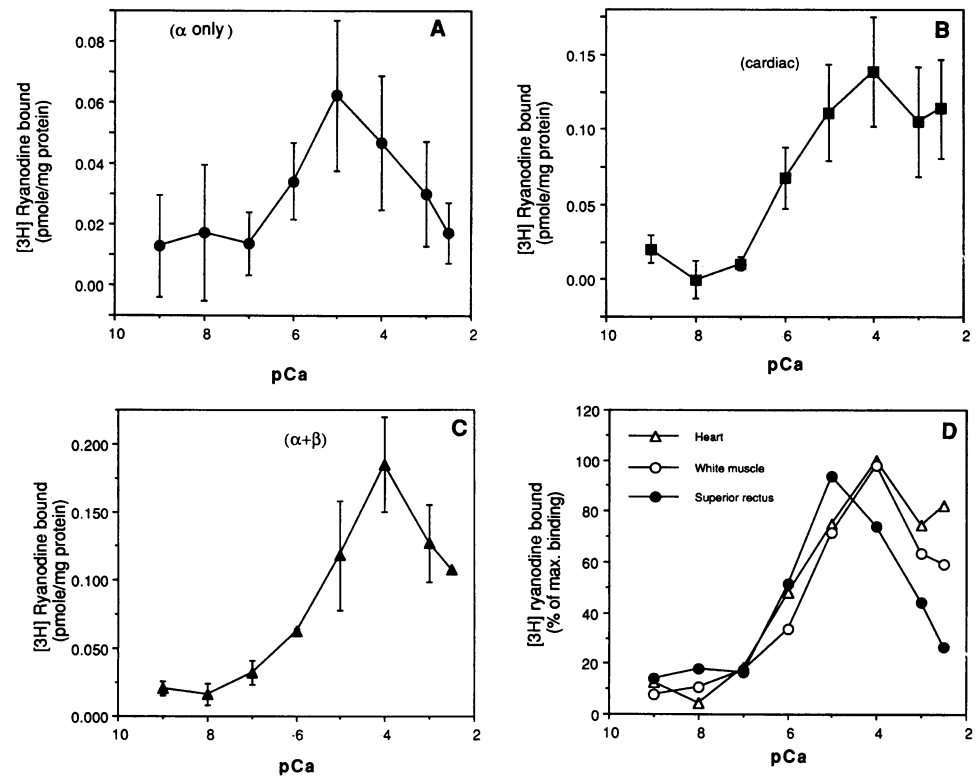 A
(α only)
[3H] Ryanodine bound
(pmole/mg protein)
0.08
0.06
0.04
0.02
0.00
10 8 6 4 2
pCa
B
(cardiac)
[3H] Ryanodine bound
(pmole/mg protein)
0.15
0.10
0.05
0.00
10 8 6 4 2
pCa
C
(α+β)
[3H] Ryanodine bound
(pmole/mg protein)
0.200
0.150
0.100
0.050
0.000
10 8 6 4 2
pCa
D
Heart
White muscle
Superior rectus
[3H] ryanodine bound
(% of max. binding)
120
100
80
60
40
20
0
10 8 6 4 2
pCa